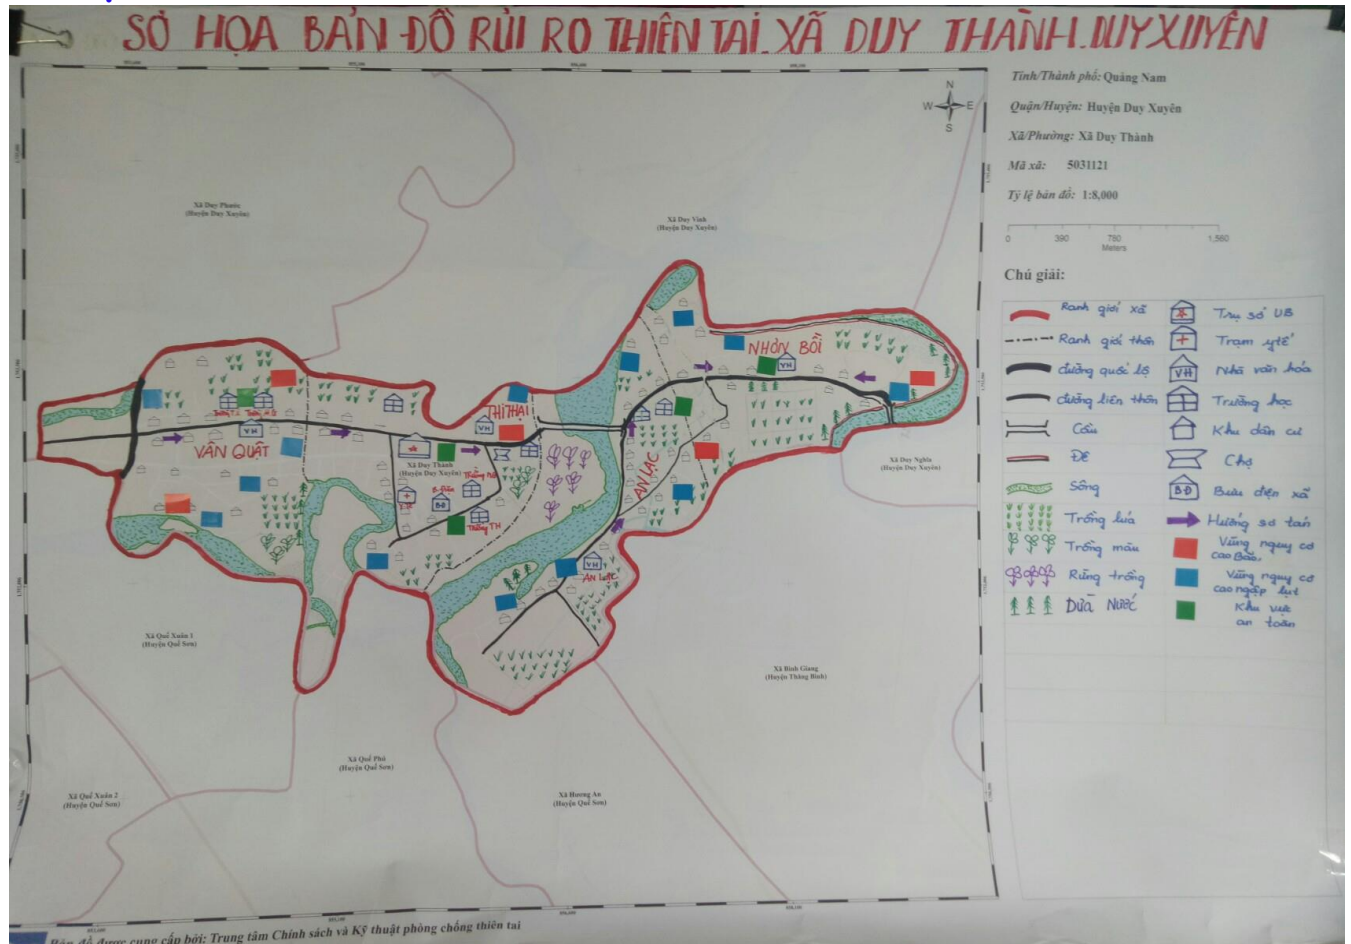 SƠ HỌA BẢN ĐỒ RỦI RO THIÊN TAI. XÃ DUY THÀNH. DUY XUYÊN
Tỉnh/Thành phố: Quảng Nam
Quận/Huyện: Huyện Duy Xuyên
Xã/Phường: Xã Duy Thành
Mã xã: 5031121
Tỷ lệ bản đồ: 1:8,000
0 390 780 1,560
Meters
N
W E
S
Xã Duy Phước
(Huyện Duy Xuyên)
Xã Duy Vinh
(Huyện Duy Xuyên)
NHƠN BỒI
VH
THI THẠI
VH
VÂN QUẬT
VH
Xã Duy Thành
(Huyện Duy Xuyên)
BĐ
Trường TH
AN LẠC
VH
AN LẠC
Xã Duy Nghĩa
(Huyện Duy Xuyên)
Xã Quế Xuân 1
(Huyện Quế Sơn)
Xã Bình Giang
(Huyện Thăng Bình)
Xã Quế Phú
(Huyện Quế Sơn)
Xã Quế Xuân 2
(Huyện Quế Sơn)
Xã Hương An
(Huyện Quế Sơn)
Chú giải:
Ranh giới xã
Trụ sở UB
Ranh giới thôn
Trạm y tế
đường quốc lộ
VH
Nhà văn hóa
đường liên thôn
Trường học
Cầu
Khu dân cư
ĐÊ
Chợ
Sông
BĐ
Bưu điện xã
Trồng lúa
Hướng sơ tán
Trồng màu
Vùng nguy cơ
cao Bão.
Rừng trồng
Vùng nguy cơ
cao ngập lụt
DỪA NƯỚC
Khu vực
an toàn
Bản đồ được cung cấp bởi: Trung tâm Chính sách và Kỹ thuật phòng chống thiên tai